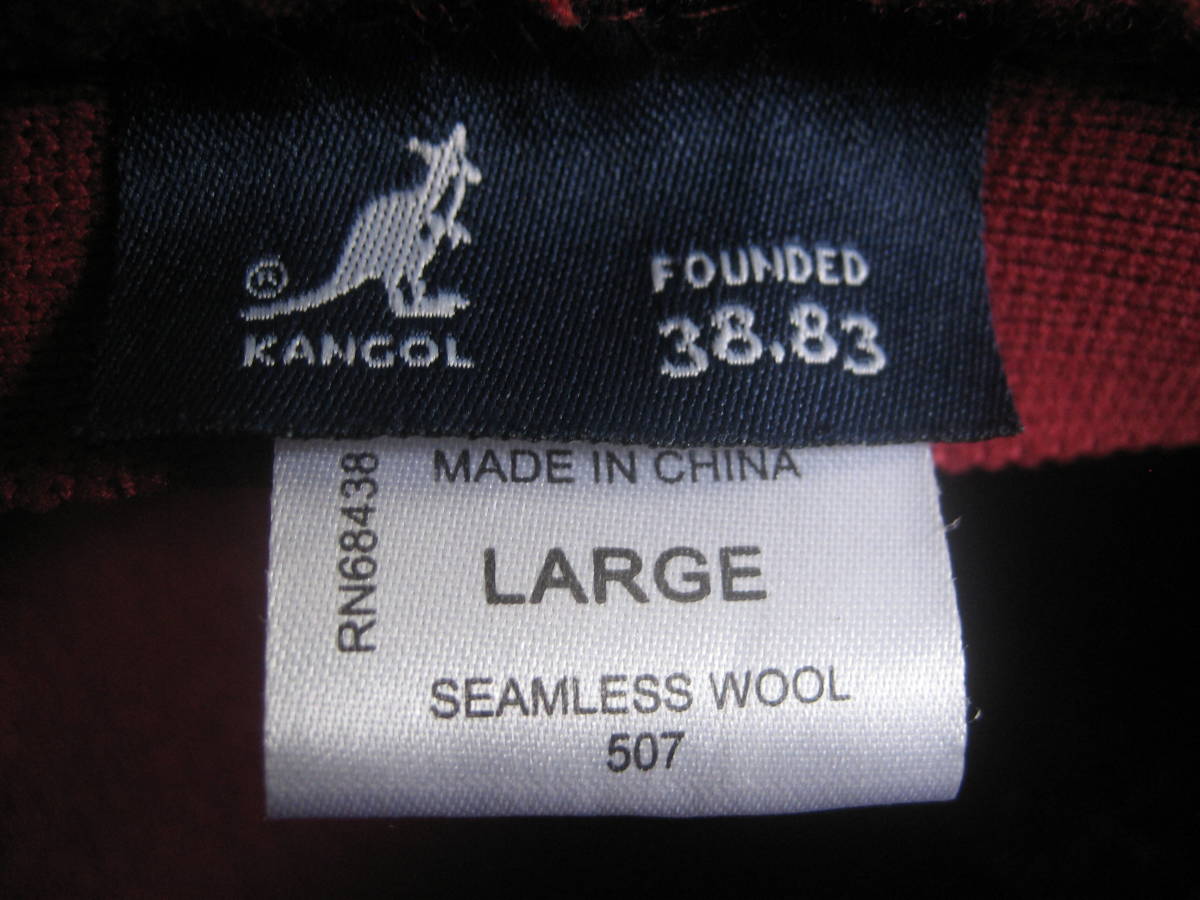 ®
KANGOL
FOUNDED
38.83
MADE IN CHINA
RN68438
LARGE
SEAMLESS WOOL
507